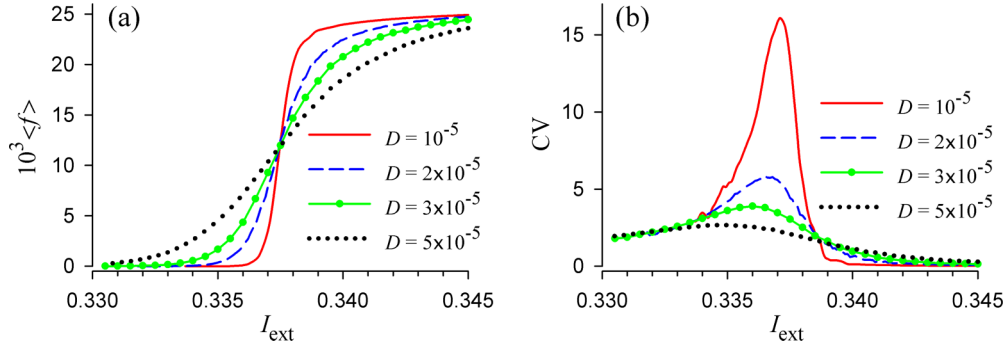 (a)
10³<f>
25
20
15
10
5
0
D = 10⁻⁵
D = 2x10⁻⁵
D = 3x10⁻⁵
D = 5x10⁻⁵
0.330 0.335 0.340 0.345
I_ext
(b)
CV
15
10
5
0
D = 10⁻⁵
D = 2x10⁻⁵
D = 3x10⁻⁵
D = 5x10⁻⁵
0.330 0.335 0.340 0.345
I_ext